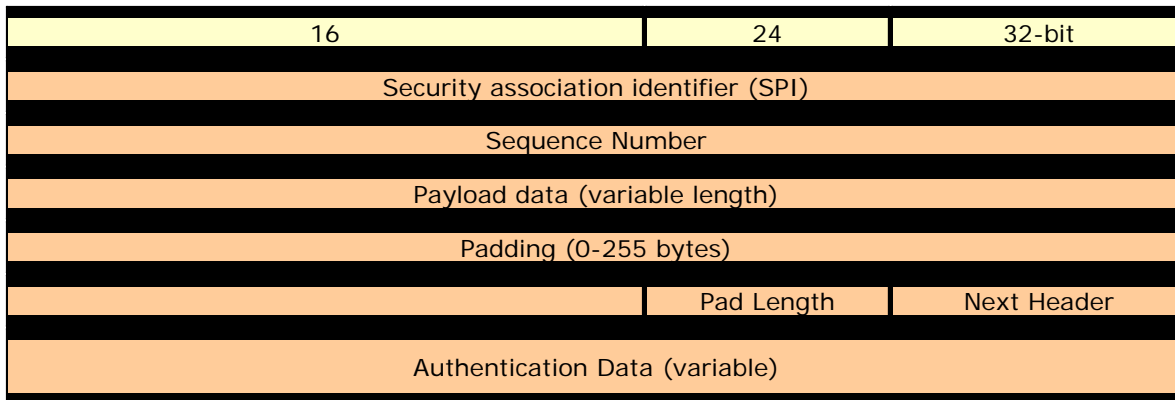 16 24 32-bit
Security association identifier (SPI)
Sequence Number
Payload data (variable length)
Padding (0-255 bytes)
Pad Length Next Header
Authentication Data (variable)